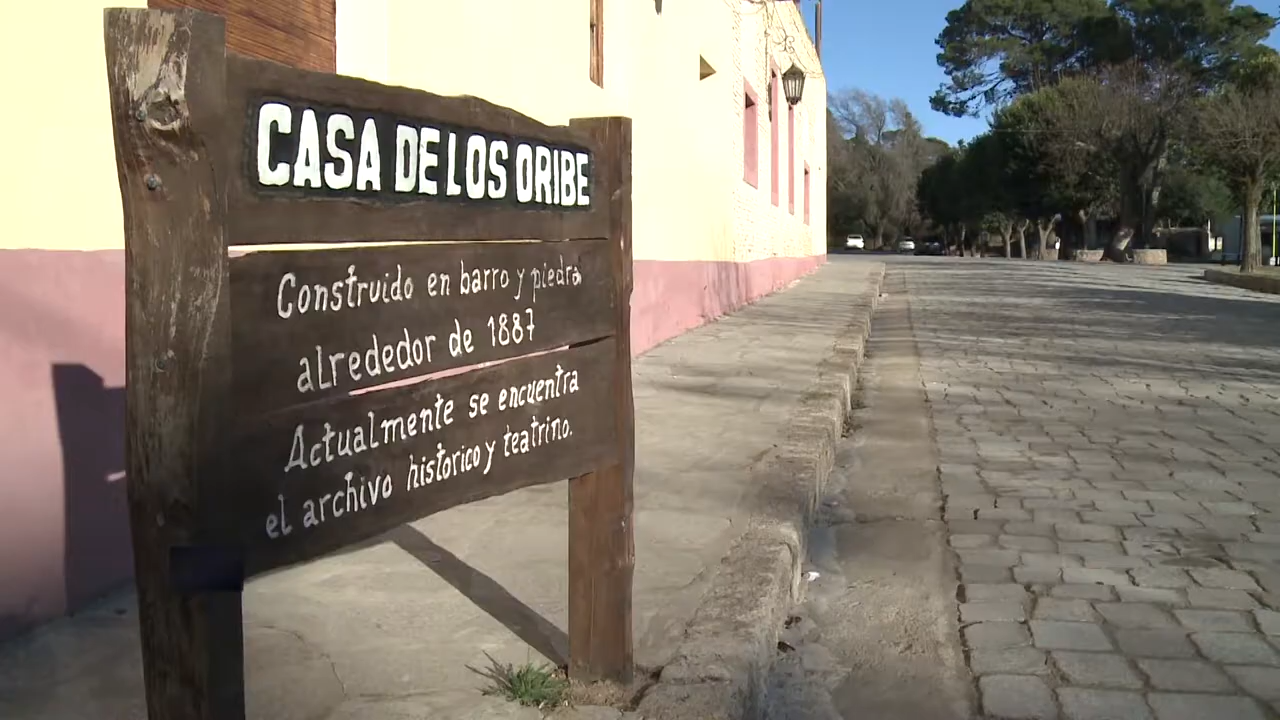 CASA DE LOS ORIBE
Construido en barro y piedra
alrededor de 1887
Actualmente se encuentra
el archivo historico y teatrino.